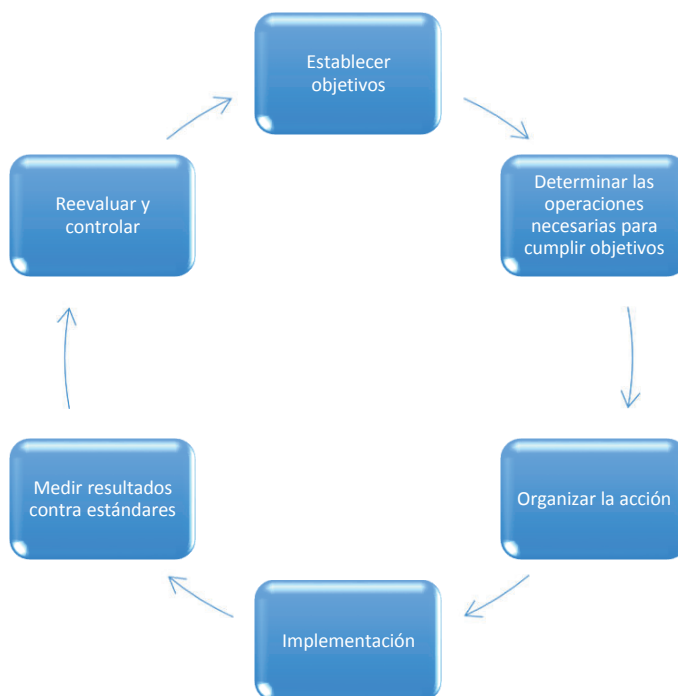 Establecer
objetivos
Determinar las
operaciones
necesarias para
cumplir objetivos
Organizar la acción
Implementación
Medir resultados
contra estándares
Reevaluar y
controlar